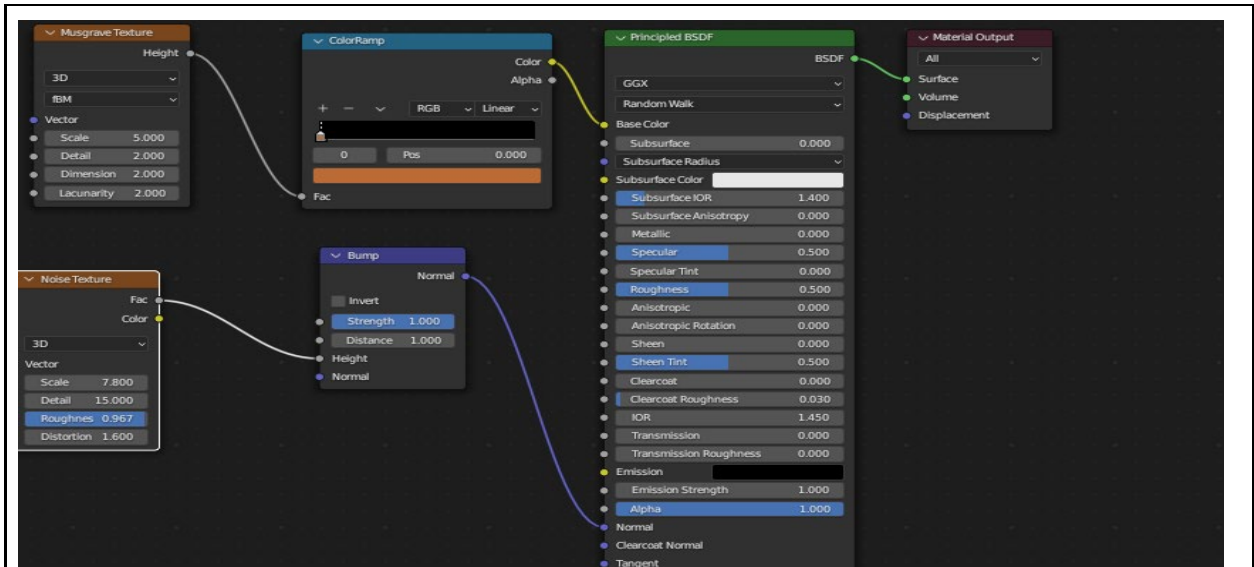 Musgrave Texture
Height
3D
fBM
Vector
Scale 5.000
Detail 2.000
Dimension 2.000
Lacunarity 2.000
ColorRamp
Color
Alpha
+ − RGB Linear
0 Pos 0.000
Fac
Noise Texture
Fac
Color
3D
Vector
Scale 7.800
Detail 15.000
Roughnes 0.967
Distortion 1.600
Bump
Normal
Invert
Strength 1.000
Distance 1.000
Height
Normal
Principled BSDF
BSDF
GGX
Random Walk
Base Color
Subsurface 0.000
Subsurface Radius
Subsurface Color
Subsurface IOR 1.400
Subsurface Anisotropy 0.000
Metallic 0.000
Specular 0.500
Specular Tint 0.000
Roughness 0.500
Anisotropic 0.000
Anisotropic Rotation 0.000
Sheen 0.000
Sheen Tint 0.500
Clearcoat 0.000
Clearcoat Roughness 0.030
IOR 1.450
Transmission 0.000
Transmission Roughness 0.000
Emission
Emission Strength 1.000
Alpha 1.000
Normal
Clearcoat Normal
Tangent
Material Output
All
Surface
Volume
Displacement